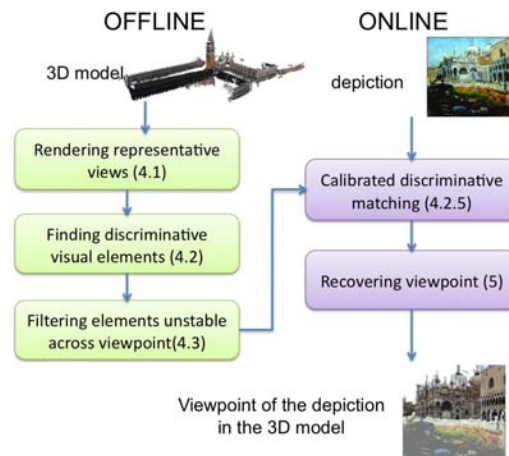 OFFLINE
3D model
Rendering representative
views (4.1)
Finding discriminative
visual elements (4.2)
Filtering elements unstable
across viewpoint(4.3)
ONLINE
depiction
Calibrated discriminative
matching (4.2.5)
Recovering viewpoint (5)
Viewpoint of the depiction
in the 3D model